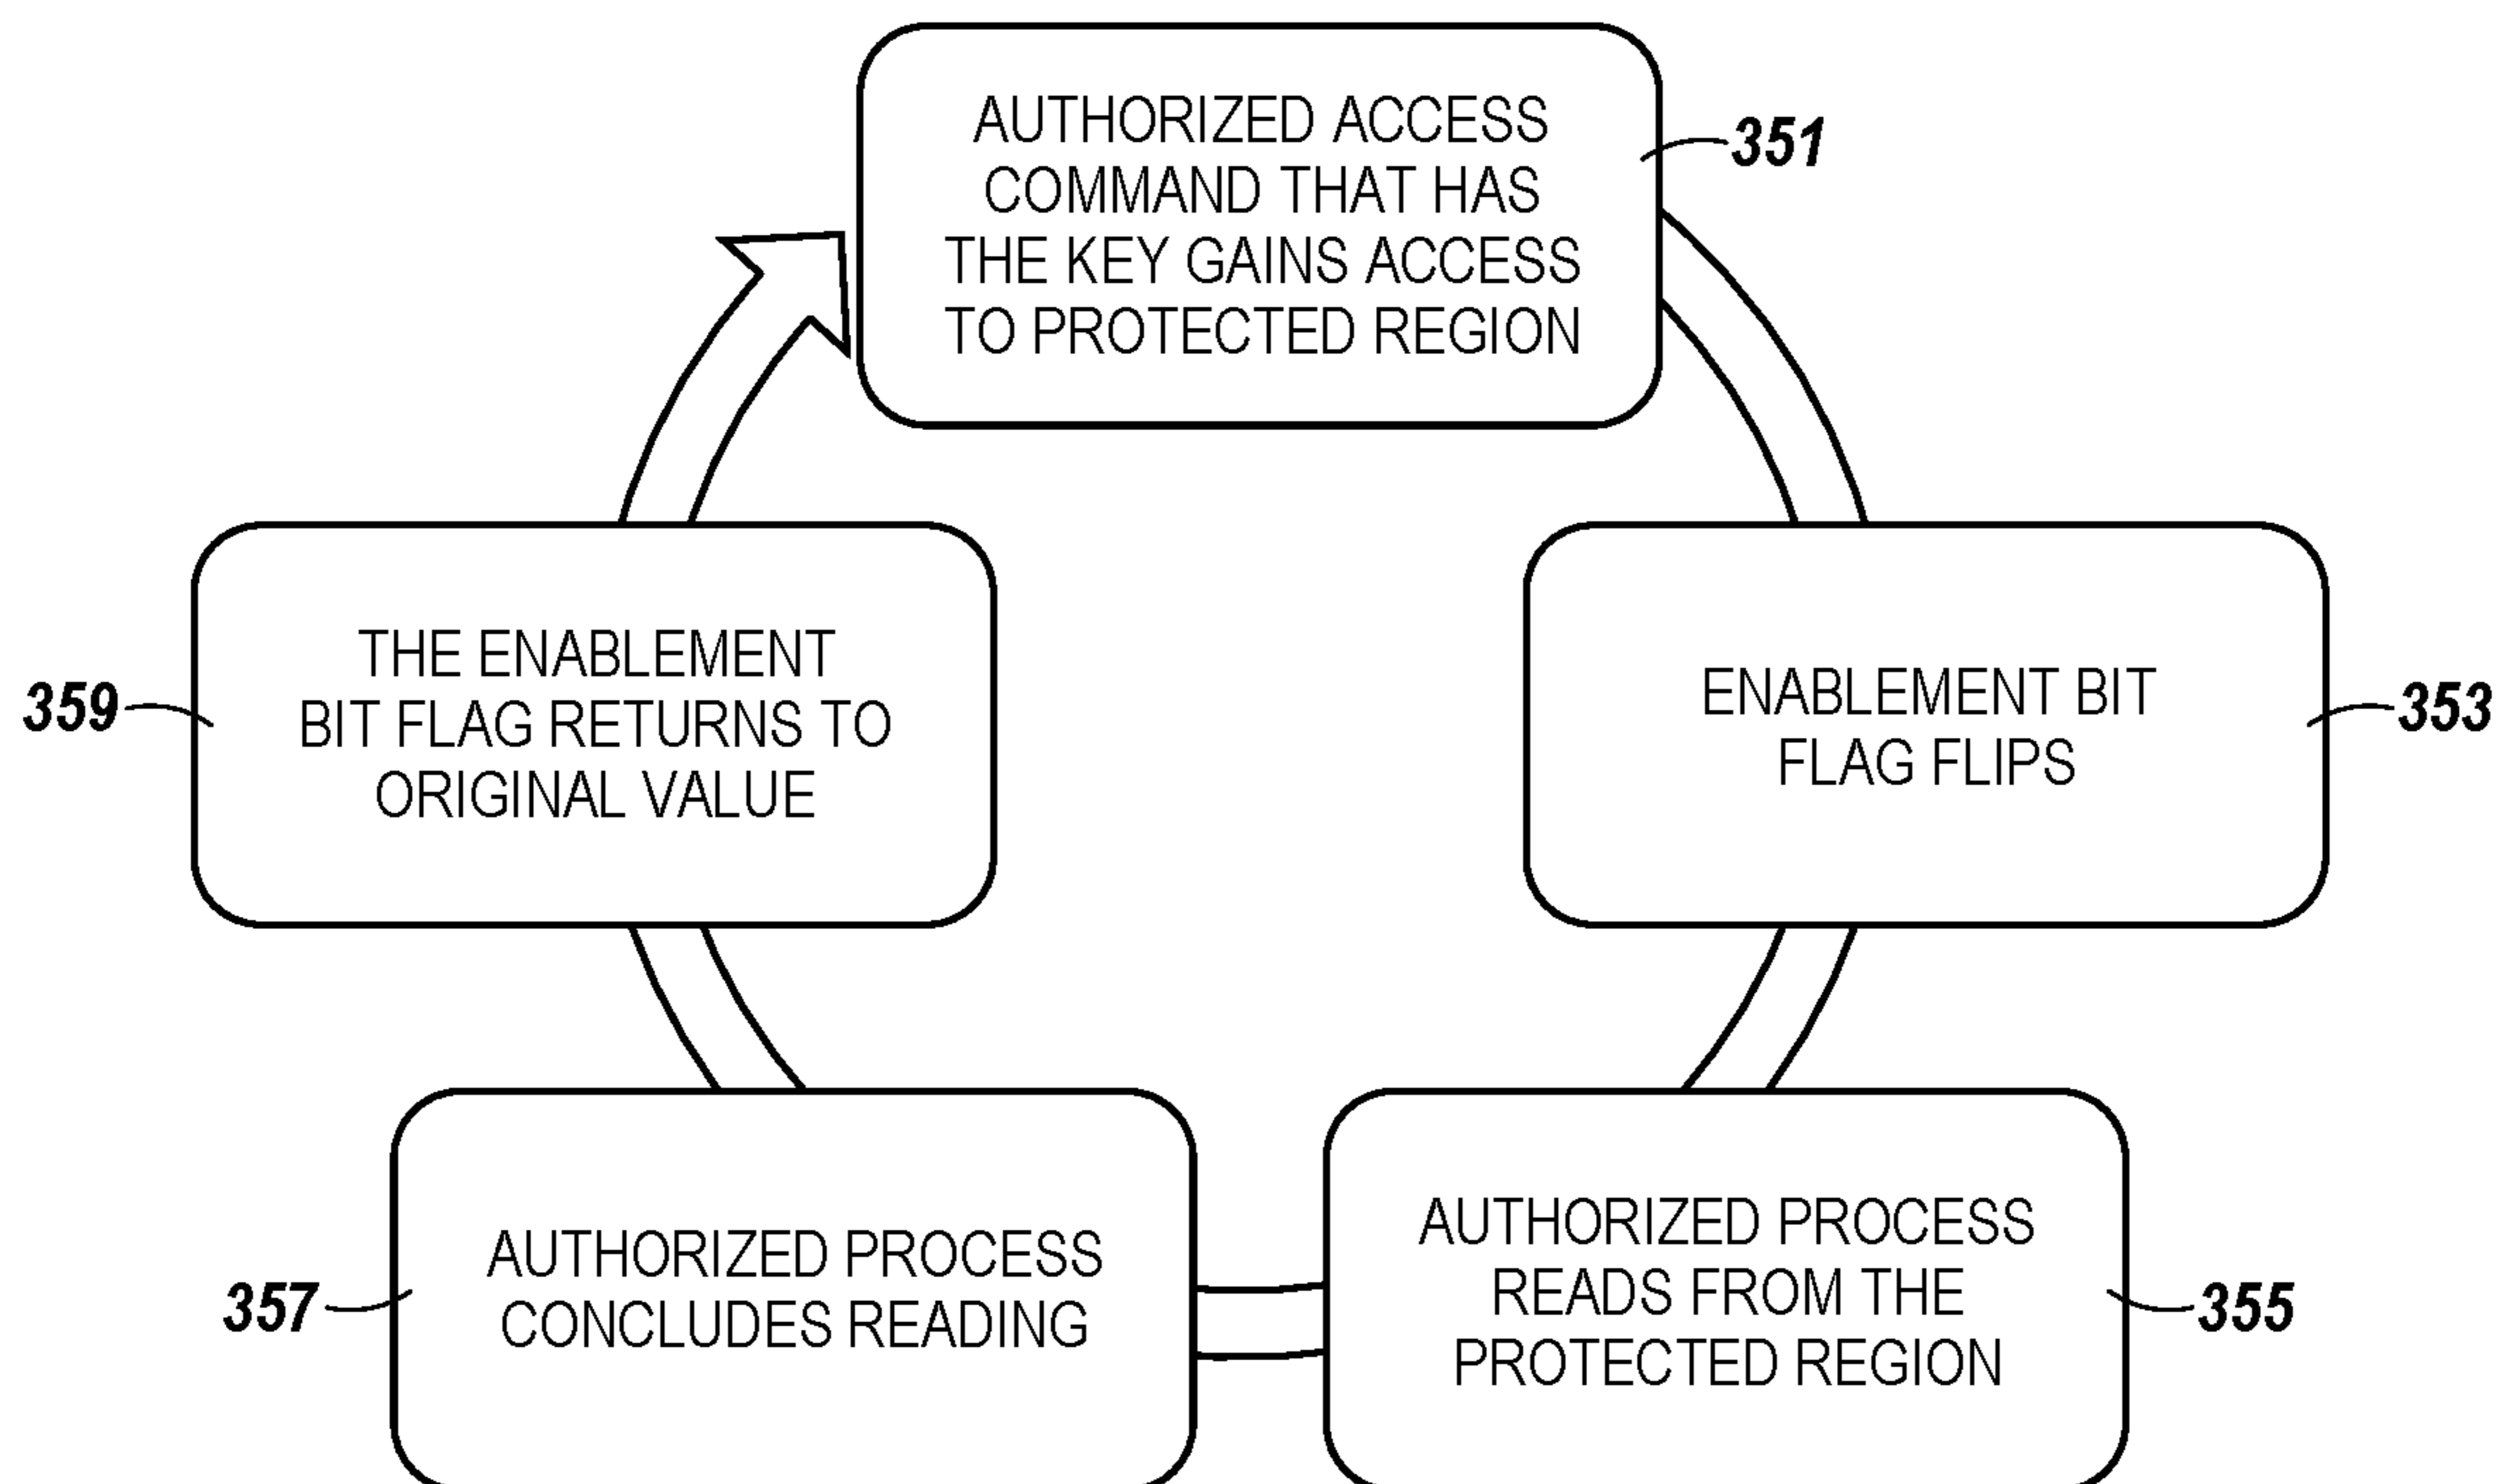 AUTHORIZED ACCESS
COMMAND THAT HAS
THE KEY GAINS ACCESS
TO PROTECTED REGION
351
ENABLEMENT BIT
FLAG FLIPS
353
AUTHORIZED PROCESS
READS FROM THE
PROTECTED REGION
355
AUTHORIZED PROCESS
CONCLUDES READING
357
THE ENABLEMENT
BIT FLAG RETURNS TO
ORIGINAL VALUE
359